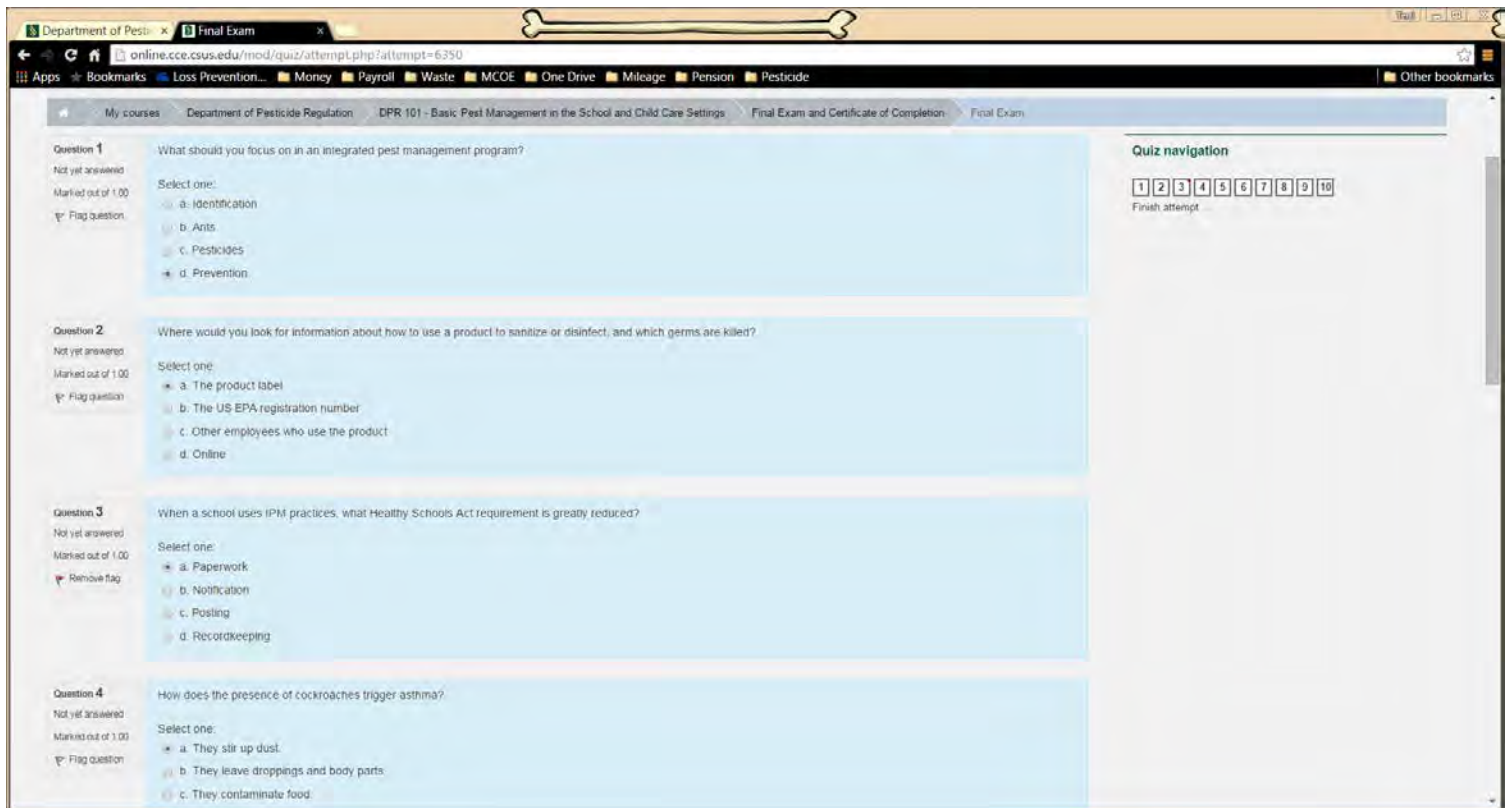 Department of Pesti
Final Exam
online.cce.csus.edu/mod/quiz/attempt.php?attempt=6350
Apps Bookmarks Loss Prevention... Money Payroll Waste MCOE One Drive Mileage Pension Pesticide Other bookmarks
My courses Department of Pesticide Regulation DPR 101 - Basic Pest Management in the School and Child Care Settings Final Exam and Certificate of Completion Final Exam
Question 1
Not yet answered
Marked out of 1.00
Flag question
What should you focus on in an integrated pest management program?
Select one:
a. Identification
b. Ants
c. Pesticides
d. Prevention
Quiz navigation
1 2 3 4 5 6 7 8 9 10
Finish attempt ...
Question 2
Not yet answered
Marked out of 1.00
Flag question
Where would you look for information about how to use a product to sanitize or disinfect, and which germs are killed?
Select one:
a. The product label
b. The US EPA registration number
c. Other employees who use the product
d. Online
Question 3
Not yet answered
Marked out of 1.00
Remove flag
When a school uses IPM practices, what Healthy Schools Act requirement is greatly reduced?
Select one:
a. Paperwork
b. Notification
c. Posting
d. Recordkeeping
Question 4
Not yet answered
Marked out of 1.00
Flag question
How does the presence of cockroaches trigger asthma?
Select one:
a. They stir up dust.
b. They leave droppings and body parts.
c. They contaminate food.